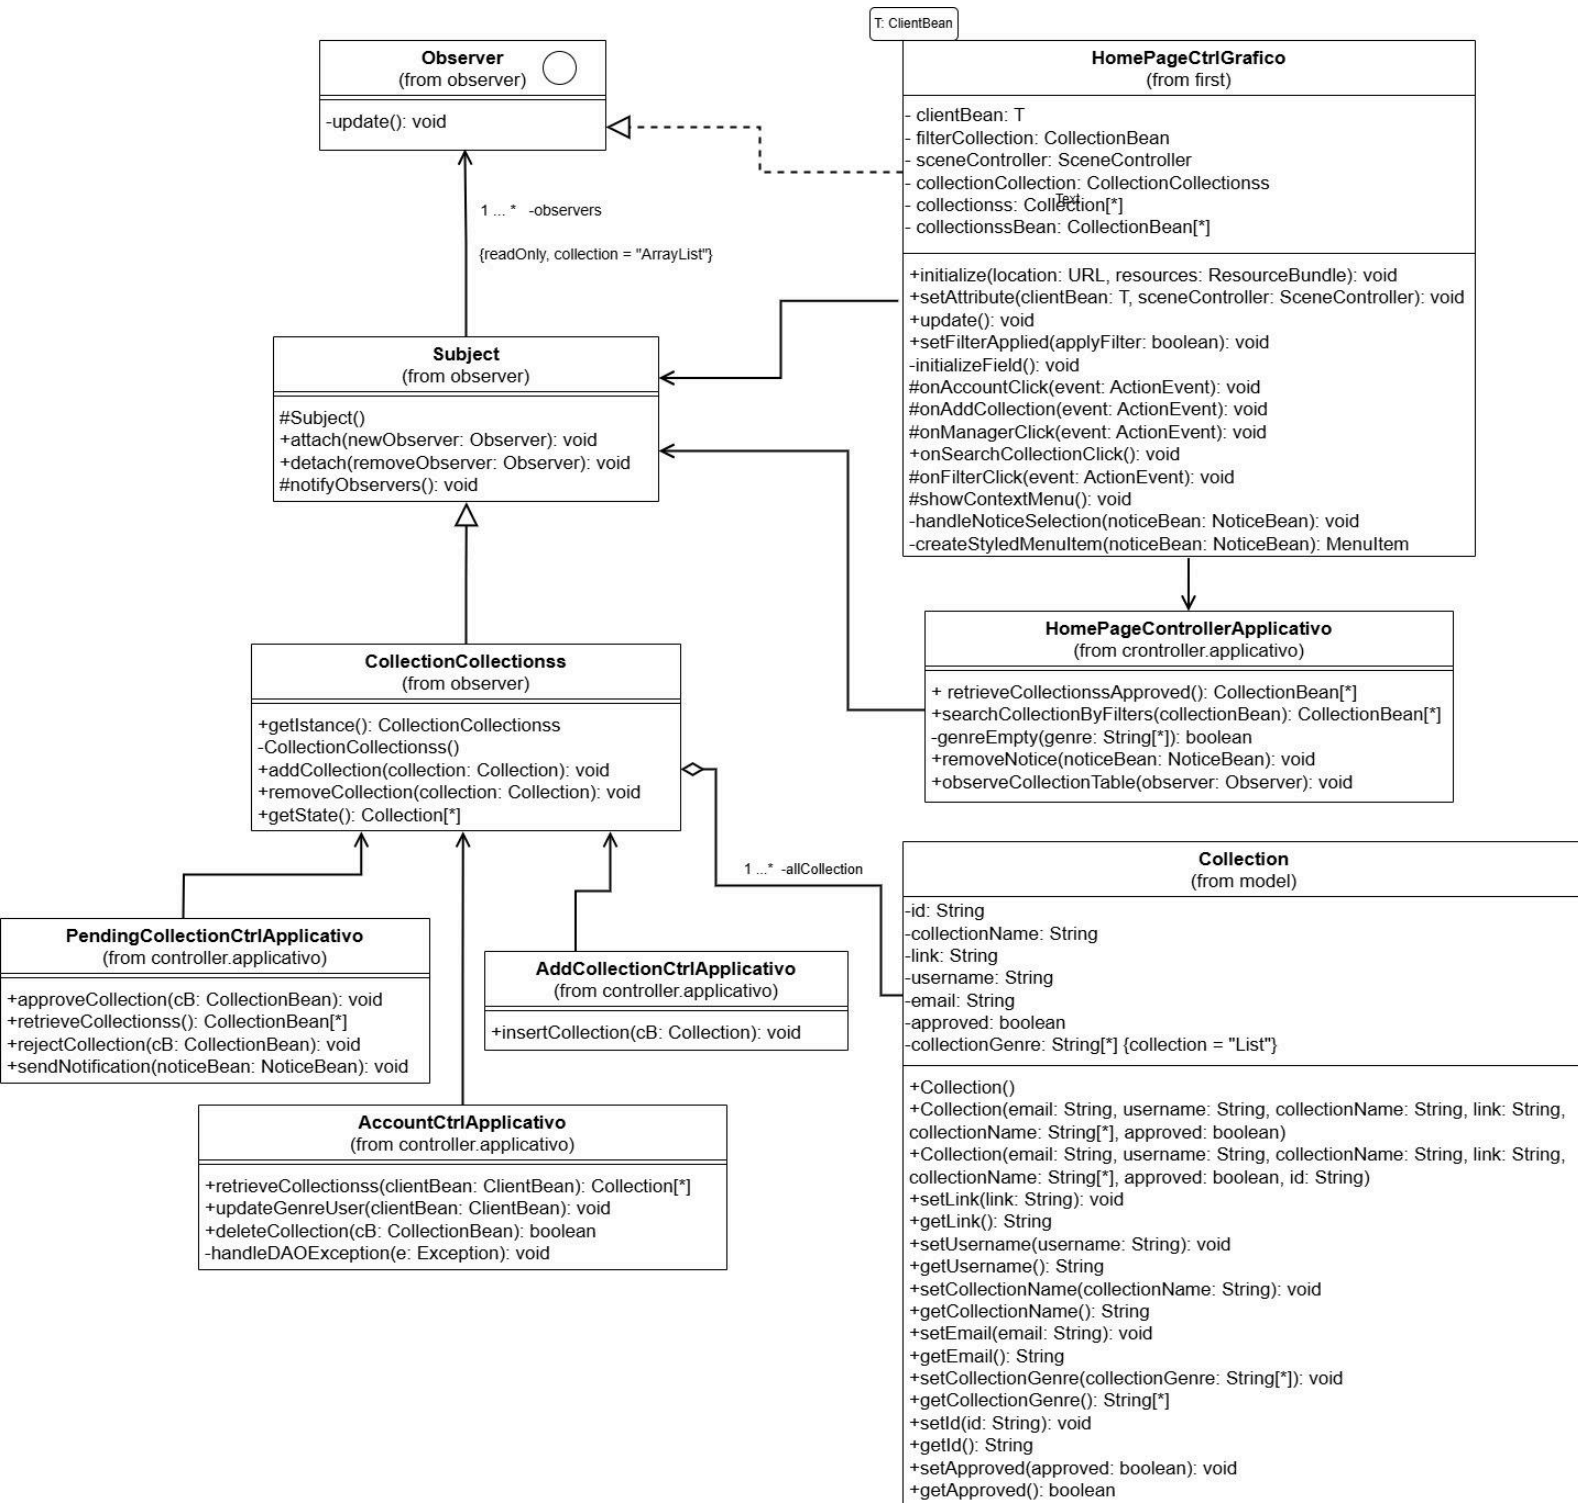 T: ClientBean
Observer
(from observer)
-update(): void
HomePageCtrlGrafico
(from first)
- clientBean: T
- filterCollection: CollectionBean
- sceneController: SceneController
- collectionCollection: CollectionCollectionss
Text
- collectionss: Collection[*]
- collectionssBean: CollectionBean[*]
+initialize(location: URL, resources: ResourceBundle): void
+setAttribute(clientBean: T, sceneController: SceneController): void
+update(): void
+setFilterApplied(applyFilter: boolean): void
-initializeField(): void
#onAccountClick(event: ActionEvent): void
#onAddCollection(event: ActionEvent): void
#onManagerClick(event: ActionEvent): void
+onSearchCollectionClick(): void
#onFilterClick(event: ActionEvent): void
#showContextMenu(): void
-handleNoticeSelection(noticeBean: NoticeBean): void
-createStyledMenuItem(noticeBean: NoticeBean): MenuItem
1 ... * -observers
{readOnly, collection = "ArrayList"}
Subject
(from observer)
#Subject()
+attach(newObserver: Observer): void
+detach(removeObserver: Observer): void
#notifyObservers(): void
HomePageControllerApplicativo
(from crontroller.applicativo)
+ retrieveCollectionssApproved(): CollectionBean[*]
+searchCollectionByFilters(collectionBean): CollectionBean[*]
-genreEmpty(genre: String[*]): boolean
+removeNotice(noticeBean: NoticeBean): void
+observeCollectionTable(observer: Observer): void
CollectionCollectionss
(from observer)
+getIstance(): CollectionCollectionss
-CollectionCollectionss()
+addCollection(collection: Collection): void
+removeCollection(collection: Collection): void
+getState(): Collection[*]
1 ...* -allCollection
PendingCollectionCtrlApplicativo
(from controller.applicativo)
+approveCollection(cB: CollectionBean): void
+retrieveCollectionss(): CollectionBean[*]
+rejectCollection(cB: CollectionBean): void
+sendNotification(noticeBean: NoticeBean): void
AddCollectionCtrlApplicativo
(from controller.applicativo)
+insertCollection(cB: Collection): void
AccountCtrlApplicativo
(from controller.applicativo)
+retrieveCollectionss(clientBean: ClientBean): Collection[*]
+updateGenreUser(clientBean: ClientBean): void
+deleteCollection(cB: CollectionBean): boolean
-handleDAOException(e: Exception): void
Collection
(from model)
-id: String
-collectionName: String
-link: String
-username: String
-email: String
-approved: boolean
-collectionGenre: String[*] {collection = "List"}
+Collection()
+Collection(email: String, username: String, collectionName: String, link: String,
collectionName: String[*], approved: boolean)
+Collection(email: String, username: String, collectionName: String, link: String,
collectionName: String[*], approved: boolean, id: String)
+setLink(link: String): void
+getLink(): String
+setUsername(username: String): void
+getUsername(): String
+setCollectionName(collectionName: String): void
+getCollectionName(): String
+setEmail(email: String): void
+getEmail(): String
+setCollectionGenre(collectionGenre: String[*]): void
+getCollectionGenre(): String[*]
+setId(id: String): void
+getId(): String
+setApproved(approved: boolean): void
+getApproved(): boolean